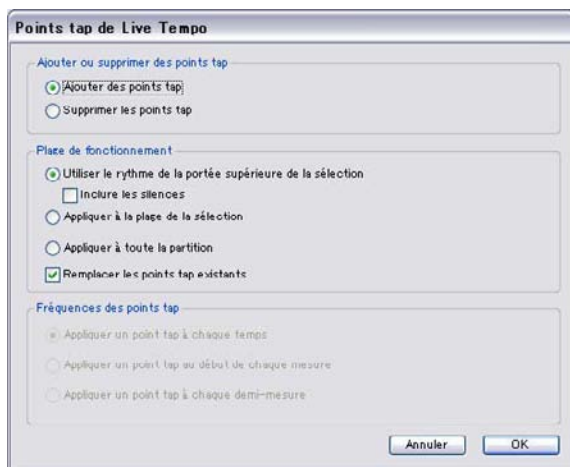 Points tap de Live Tempo
Ajouter ou supprimer des points tap
Ajouter des points tap
Supprimer les points tap
Plage de fonctionnement
Utiliser le rythme de la portée supérieure de la sélection
Inclure les silences
Appliquer à la plage de la sélection
Appliquer à toute la partition
Remplacer les points tap existants
Fréquences des points tap
Appliquer un point tap à chaque temps
Appliquer un point tap au début de chaque mesure
Appliquer un point tap à chaque demi-mesure
Annuler
OK